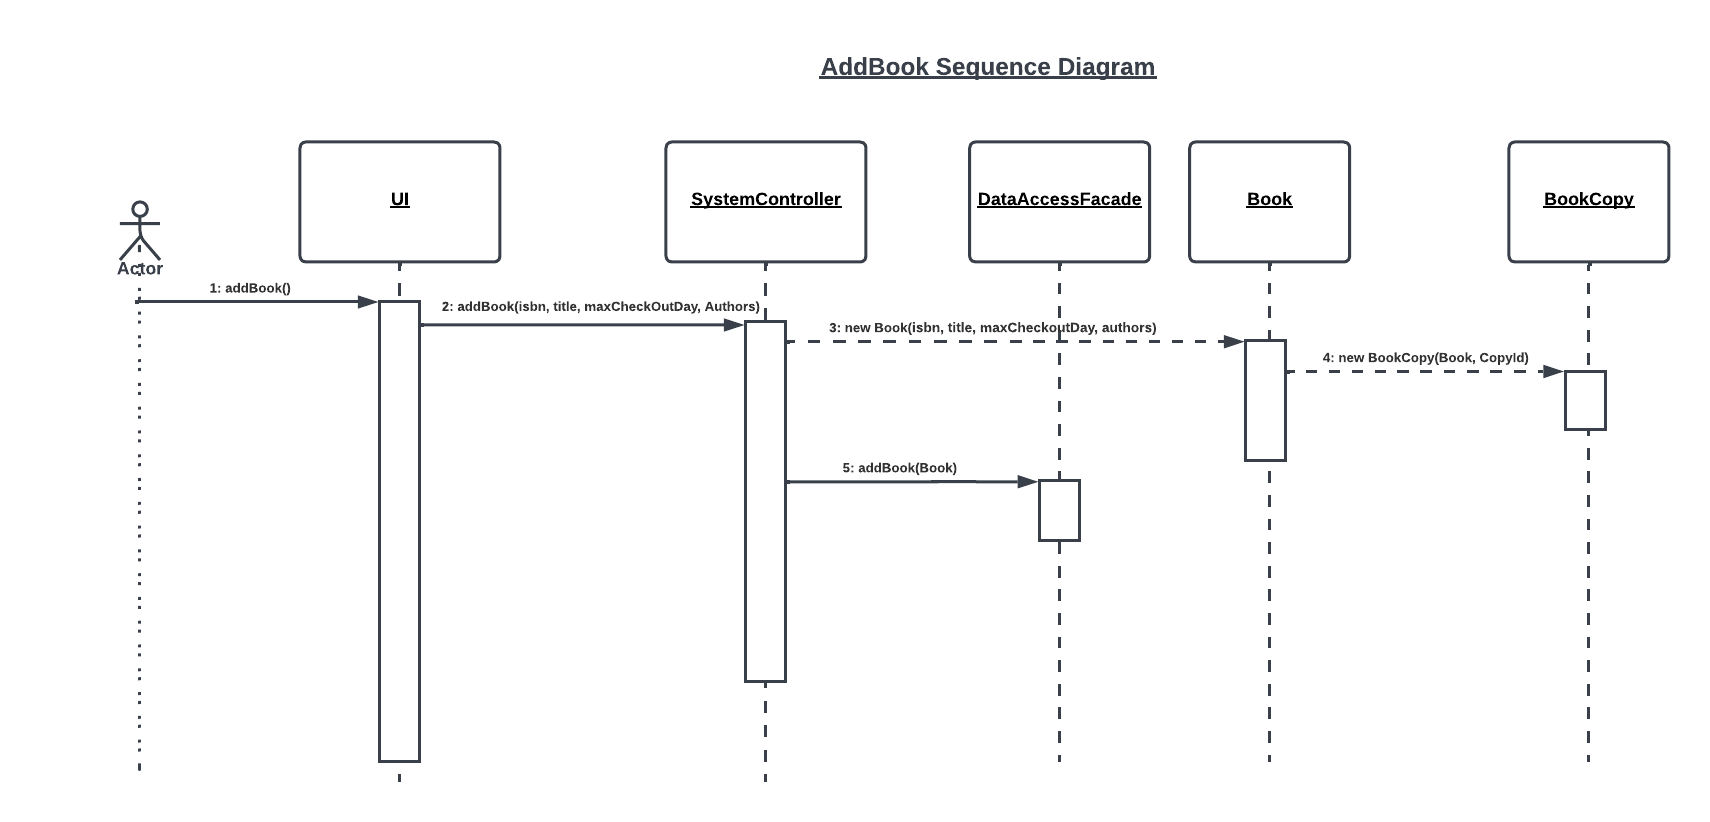 AddBook Sequence Diagram
UI
SystemController
DataAccessFacade
Book
BookCopy
Actor
1: addBook()
2: addBook(isbn, title, maxCheckOutDay, Authors)
3: new Book(isbn, title, maxCheckoutDay, authors)
4: new BookCopy(Book, CopyId)
5: addBook(Book)